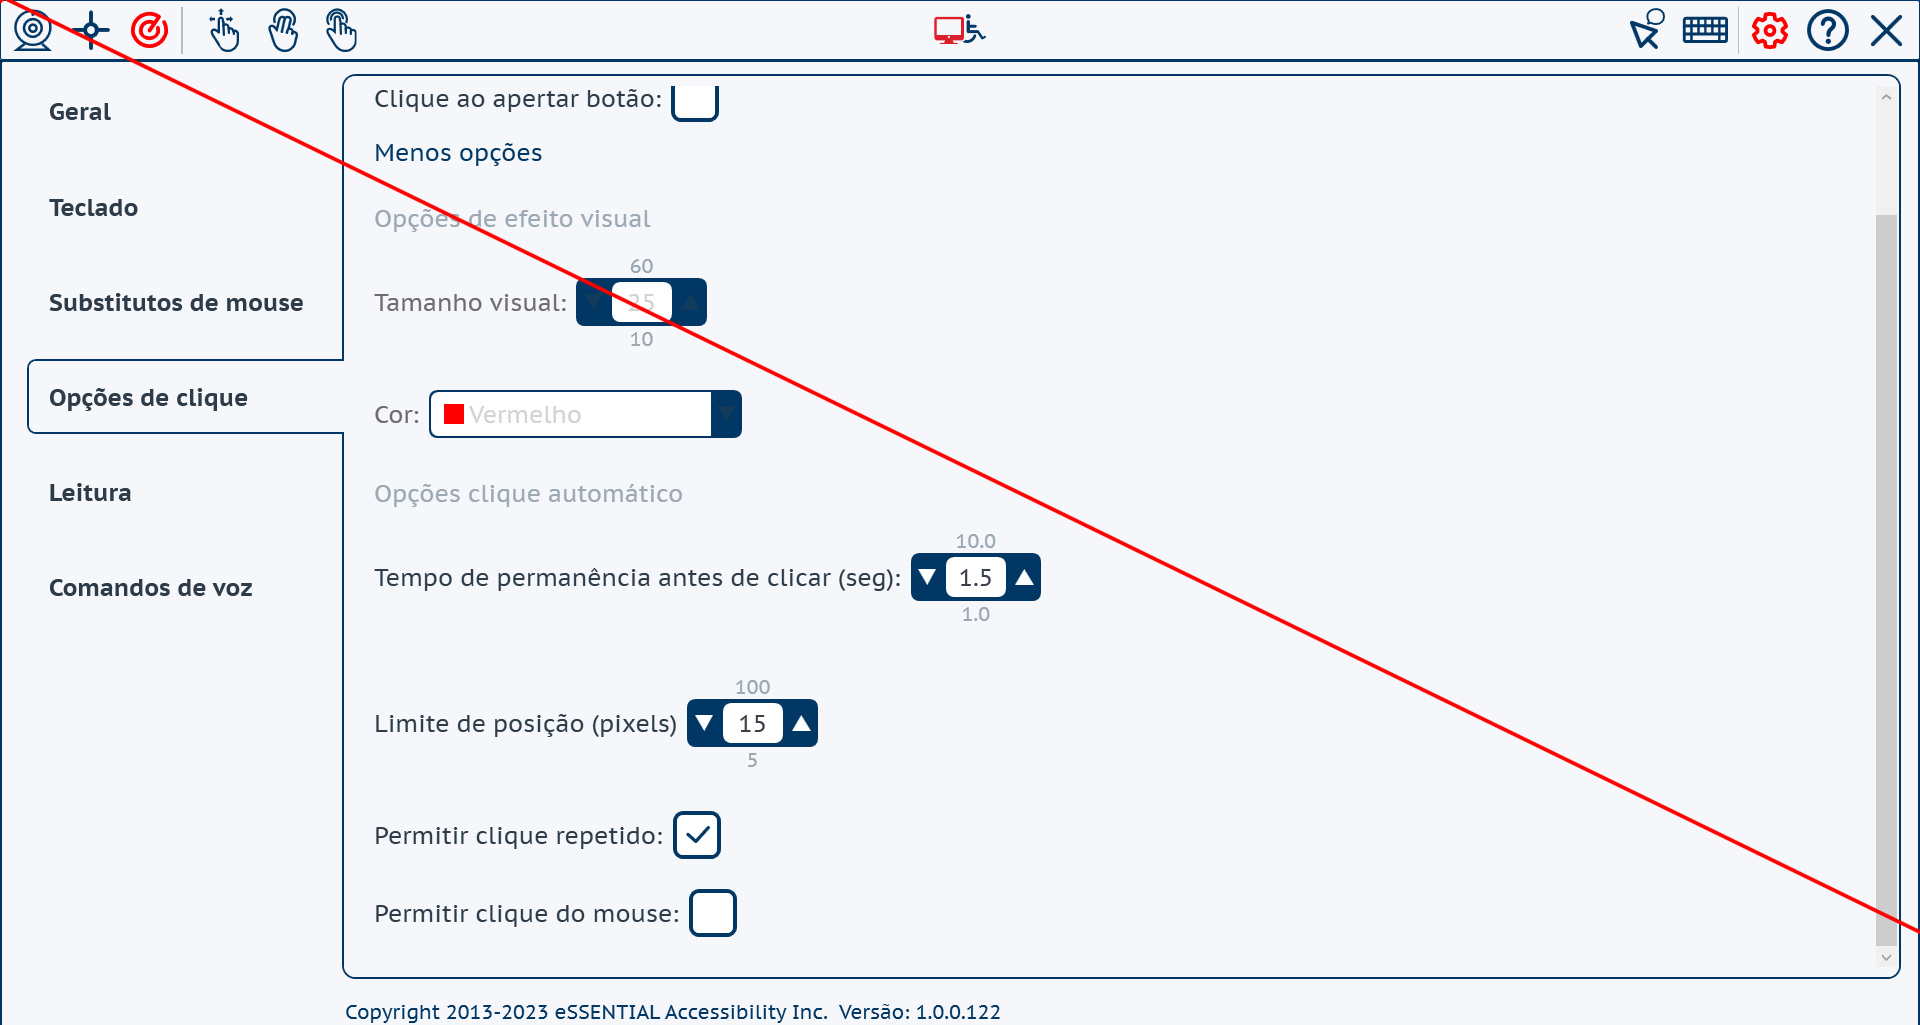 Geral
Teclado
Substitutos de mouse
Opções de clique
Leitura
Comandos de voz
Clique ao apertar botão:
Menos opções
Opções de efeito visual
60
Tamanho visual: 25
10
Cor: Vermelho
Opções clique automático
10.0
Tempo de permanência antes de clicar (seg): 1.5
1.0
100
Limite de posição (pixels) 15
5
Permitir clique repetido:
Permitir clique do mouse:
Copyright 2013-2023 eSSENTIAL Accessibility Inc. Versão: 1.0.0.122